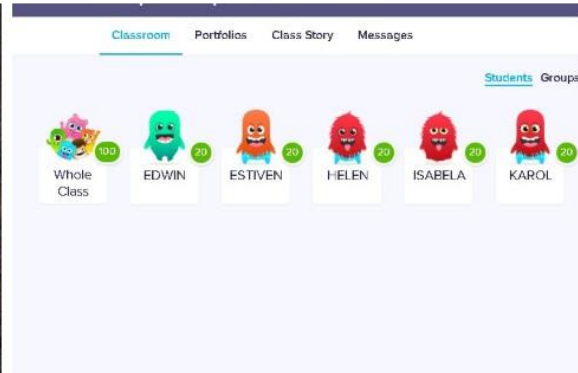 Classroom Portfolios Class Story Messages
Students Groups
100 20 20 20 20 20
Whole EDWIN ESTIVEN HELEN ISABELA KAROL
Class